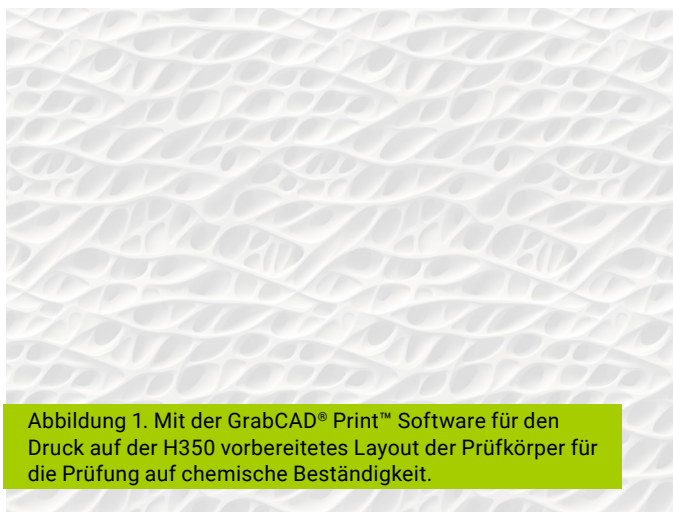 Abbildung 1. Mit der GrabCAD® Print™ Software für den
Druck auf der H350 vorbereitetes Layout der Prüfkörper für
die Prüfung auf chemische Beständigkeit.